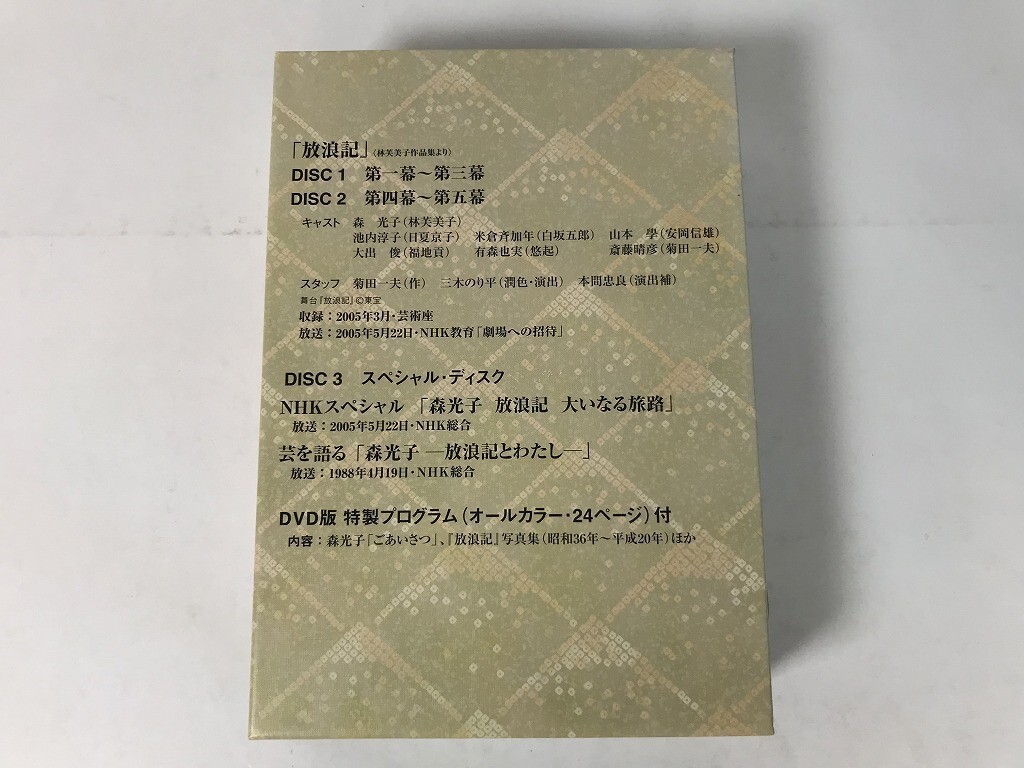 「放浪記」〈林芙美子作品集より〉
DISC 1　第一幕～第三幕
DISC 2　第四幕～第五幕
キャスト　森　光子(林芙美子)
池内淳子(日夏京子)　米倉斉加年(白坂五郎)　山本　學(安岡信雄)
大出　俊(福地貢)　有森也実(悠起)　斎藤晴彦(菊田一夫)
スタッフ　菊田一夫(作)　三木のり平(潤色・演出)　本間忠良(演出補)
舞台『放浪記』©東宝
収録：2005年3月・芸術座
放送：2005年5月22日・NHK教育「劇場への招待」
DISC 3　スペシャル・ディスク
NHKスペシャル　「森光子　放浪記　大いなる旅路」
放送：2005年5月22日・NHK総合
芸を語る「森光子 ―放浪記とわたし―」
放送：1988年4月19日・NHK総合
DVD版 特製プログラム(オールカラー・24ページ)付
内容：森光子「ごあいさつ」、『放浪記』写真集(昭和36年～平成20年)ほか